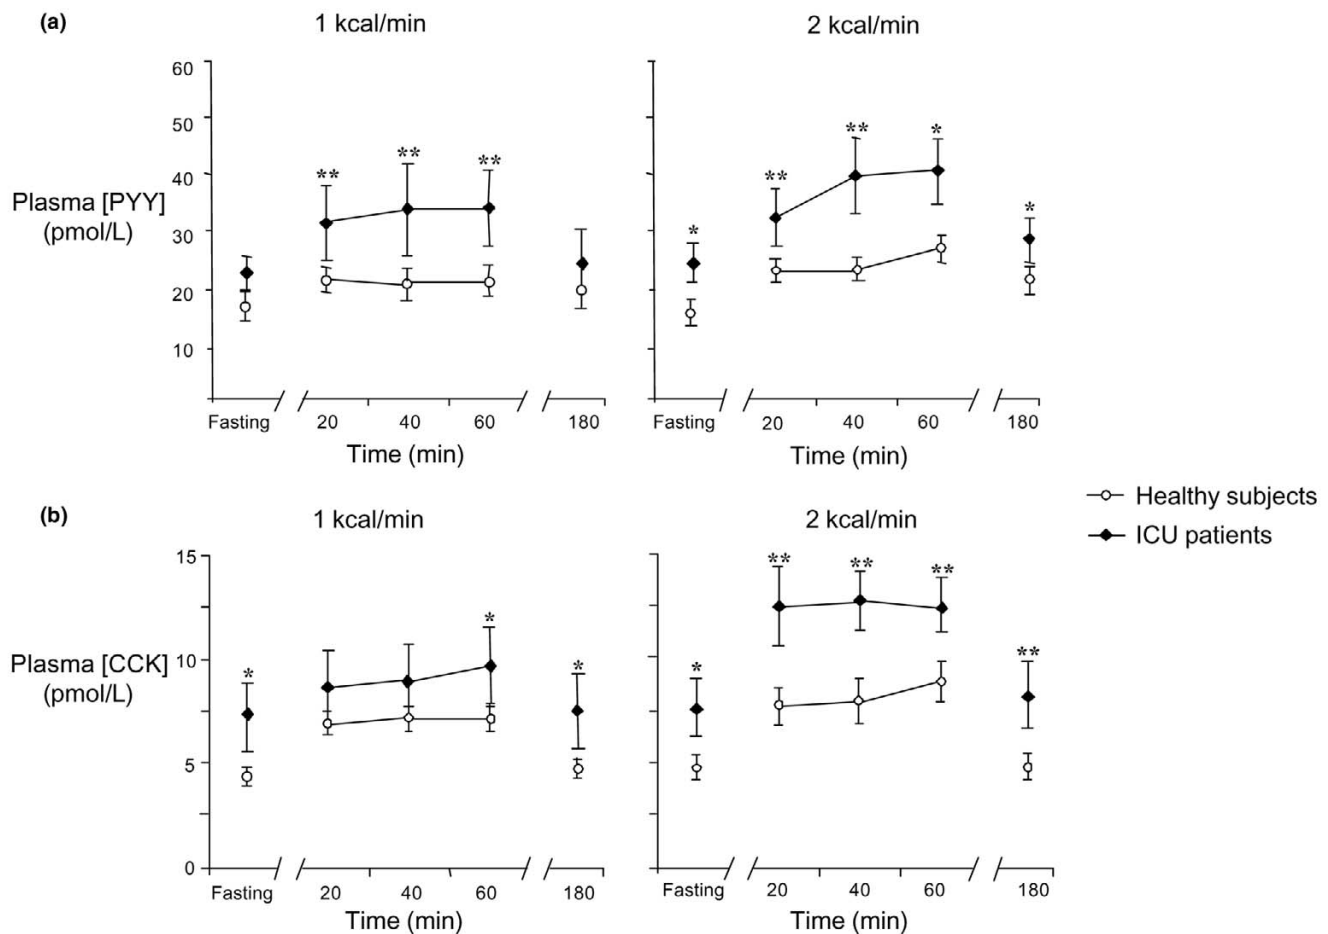 (a)
1 kcal/min
2 kcal/min
60
50
40
30
20
10
Plasma [PYY]
(pmol/L)
**
**
**
*
**
**
*
*
Fasting
20
40
60
180
Time (min)
Fasting
20
40
60
180
Time (min)
Healthy subjects
ICU patients
(b)
1 kcal/min
2 kcal/min
15
10
5
0
Plasma [CCK]
(pmol/L)
*
*
*
*
**
**
**
**
Fasting
20
40
60
180
Time (min)
Fasting
20
40
60
180
Time (min)